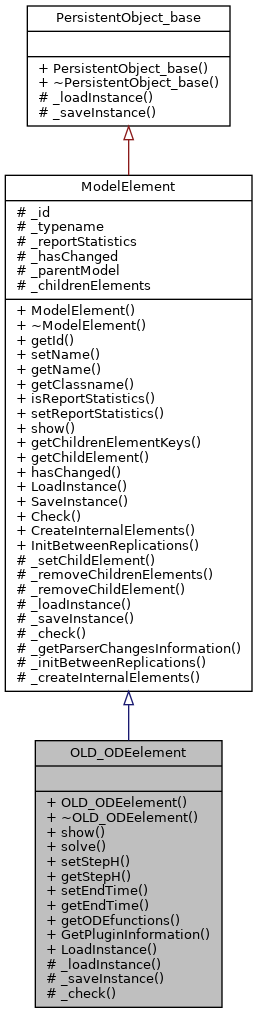 PersistentObject_base
+ PersistentObject_base()
+ ~PersistentObject_base()
# _loadInstance()
# _saveInstance()
ModelElement
# _id
# _typename
# _reportStatistics
# _hasChanged
# _parentModel
# _childrenElements
+ ModelElement()
+ ~ModelElement()
+ getId()
+ setName()
+ getName()
+ getClassname()
+ isReportStatistics()
+ setReportStatistics()
+ show()
+ getChildrenElementKeys()
+ getChildElement()
+ hasChanged()
+ LoadInstance()
+ SaveInstance()
+ Check()
+ CreateInternalElements()
+ InitBetweenReplications()
# _setChildElement()
# _removeChildrenElements()
# _removeChildElement()
# _loadInstance()
# _saveInstance()
# _check()
# _getParserChangesInformation()
# _initBetweenReplications()
# _createInternalElements()
OLD_ODEelement
+ OLD_ODEelement()
+ ~OLD_ODEelement()
+ show()
+ solve()
+ setStepH()
+ getStepH()
+ setEndTime()
+ getEndTime()
+ getODEfunctions()
+ GetPluginInformation()
+ LoadInstance()
# _loadInstance()
# _saveInstance()
# _check()